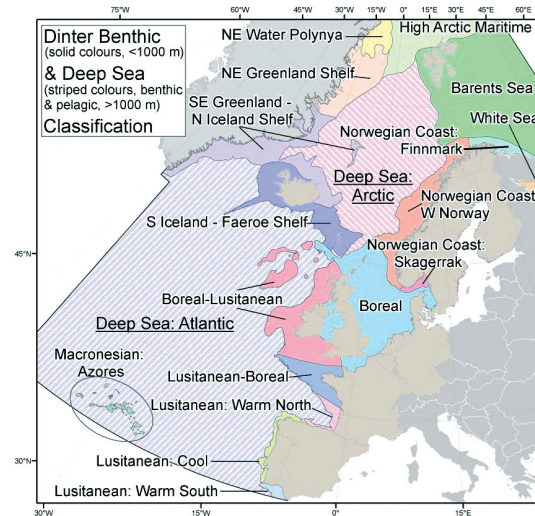 75°W
60°W
45°W
30°W
15°W
0°
15°E
30°E
45°E
60°E
Dinter Benthic
(solid colours, <1000 m)
& Deep Sea
(striped colours, benthic
& pelagic, >1000 m)
Classification
NE Water Polynya
High Arctic Maritime
NE Greenland Shelf
Barents Sea
SE Greenland -
N Iceland Shelf
White Sea
Norwegian Coast:
Finnmark
Deep Sea:
Arctic
Norwegian Coast
W Norway
S Iceland - Faeroe Shelf
Norwegian Coast:
Skagerrak
45°N
Boreal-Lusitanean
Boreal
Deep Sea: Atlantic
Macronesian:
Azores
Lusitanean-Boreal
Lusitanean: Warm North
Lusitanean: Cool
30°N
Lusitanean: Warm South
30°W
15°W
0°
15°E